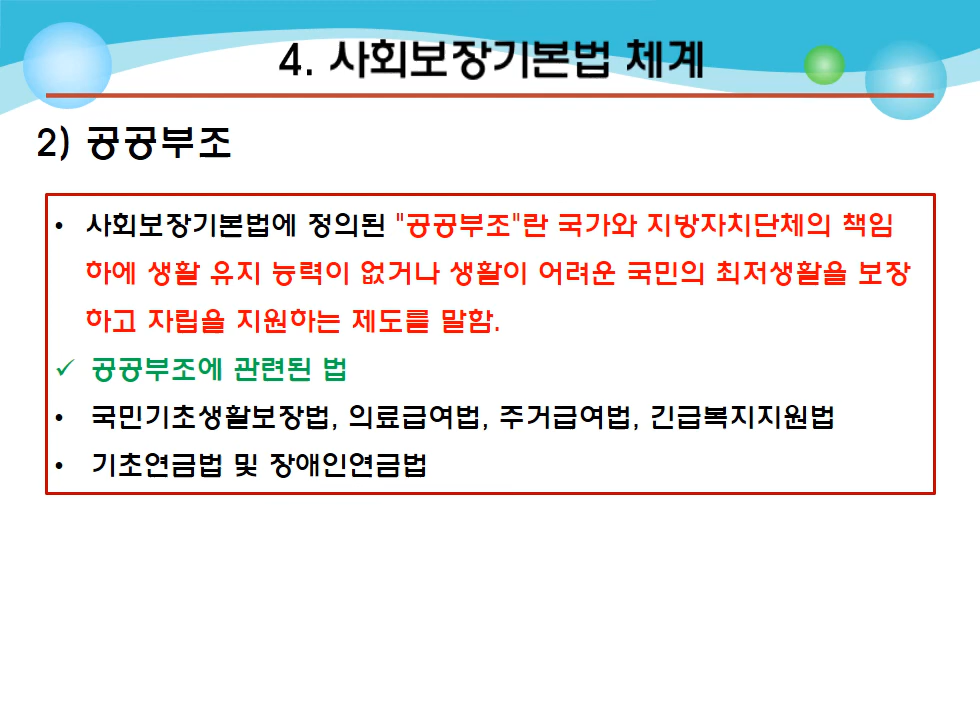 4. 사회보장기본법 체계
2) 공공부조
• 사회보장기본법에 정의된 "공공부조"란 국가와 지방자치단체의 책임
하에 생활 유지 능력이 없거나 생활이 어려운 국민의 최저생활을 보장
하고 자립을 지원하는 제도를 말함.
✓ 공공부조에 관련된 법
• 국민기초생활보장법, 의료급여법, 주거급여법, 긴급복지지원법
• 기초연금법 및 장애인연금법